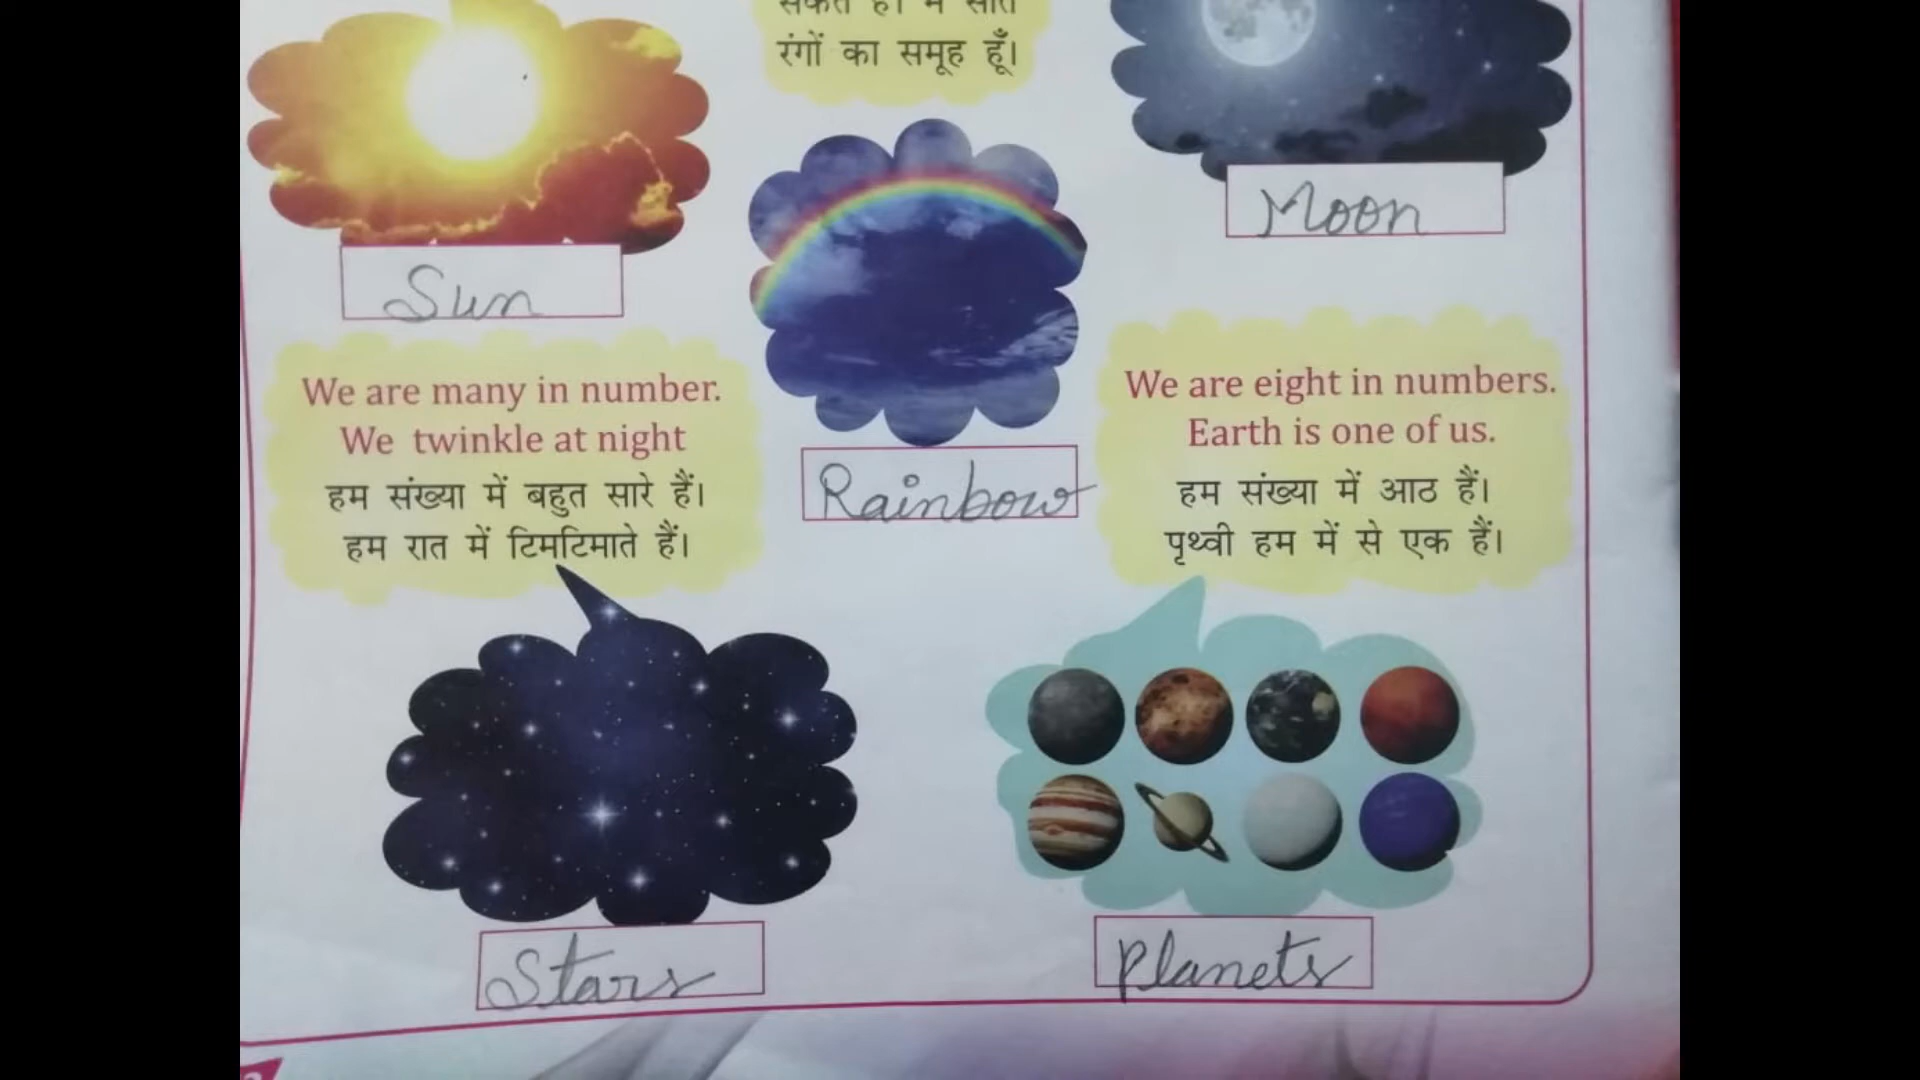 रंगों का समूह हूँ।
Moon
Sun
We are many in number.
We twinkle at night
हम संख्या में बहुत सारे हैं।
हम रात में टिमटिमाते हैं।
Rainbow
We are eight in numbers.
Earth is one of us.
हम संख्या में आठ हैं।
पृथ्वी हम में से एक हैं।
Stars
Planets